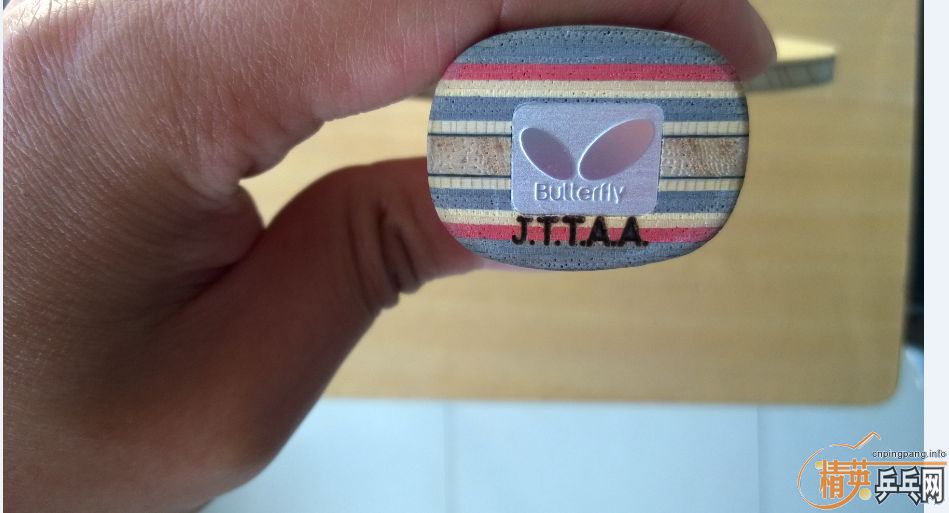 Butterfly
J.T.T.A.A.
cnpingpang.info
精英乒乓网